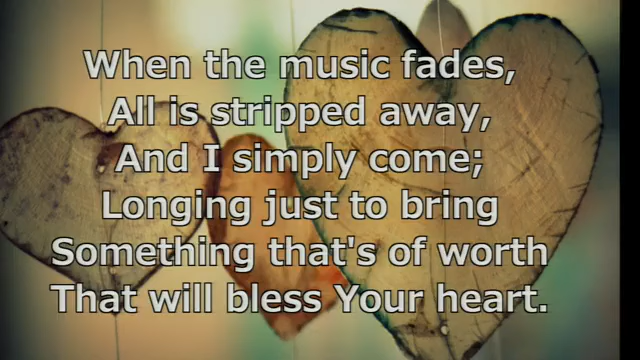 When the music fades,
All is stripped away,
And I simply come;
Longing just to bring
Something that's of worth
That will bless Your heart.